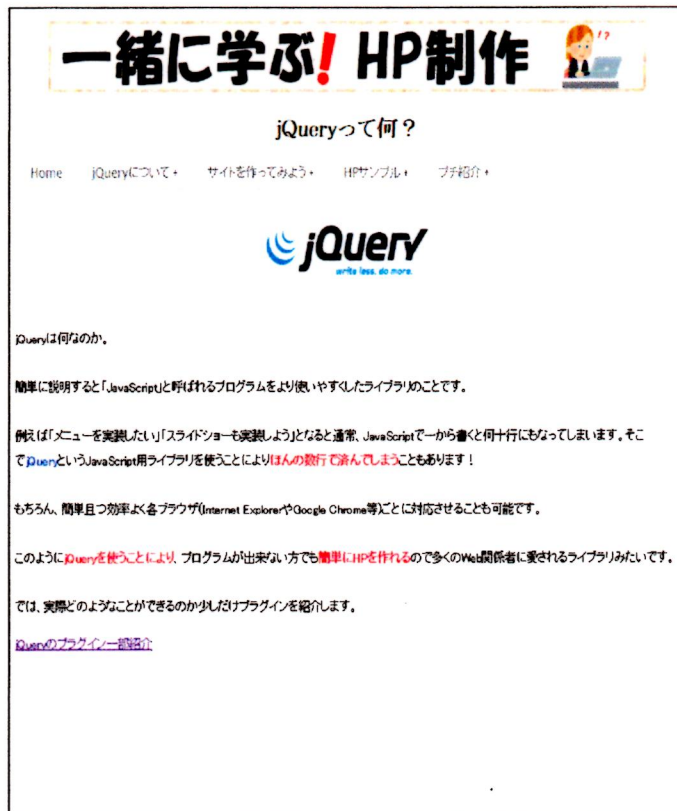 一緒に学ぶ! HP制作
!?
jQueryって何？
Home jQueryについて+ サイトを作ってみよう+ HPサンプル+ プチ紹介+
jQuery
write less. do more.
jQueryは何なのか。
簡単に説明すると「JavaScript」と呼ばれるプログラムをより使いやすくしたライブラリのことです。
例えば「メニューを実装したい」「スライドショーも実装しよう」となると通常、JavaScriptで一から書くと何十行にもなってしまいます。そこ
でjQueryというJavaScript用ライブラリを使うことによりほんの数行で済んでしまうこともあります！
もちろん、簡単且つ効率よく各ブラウザ(Internet ExplorerやGoogle Chrome等)ごとに対応させることも可能です。
このようにjQueryを使うことにより、プログラムが出来ない方でも簡単にHPを作れるので多くのWeb関係者に愛されるライブラリみたいです。
では、実際どのようなことができるのか少しだけプラグインを紹介します。
jQueryのプラグイン一部紹介